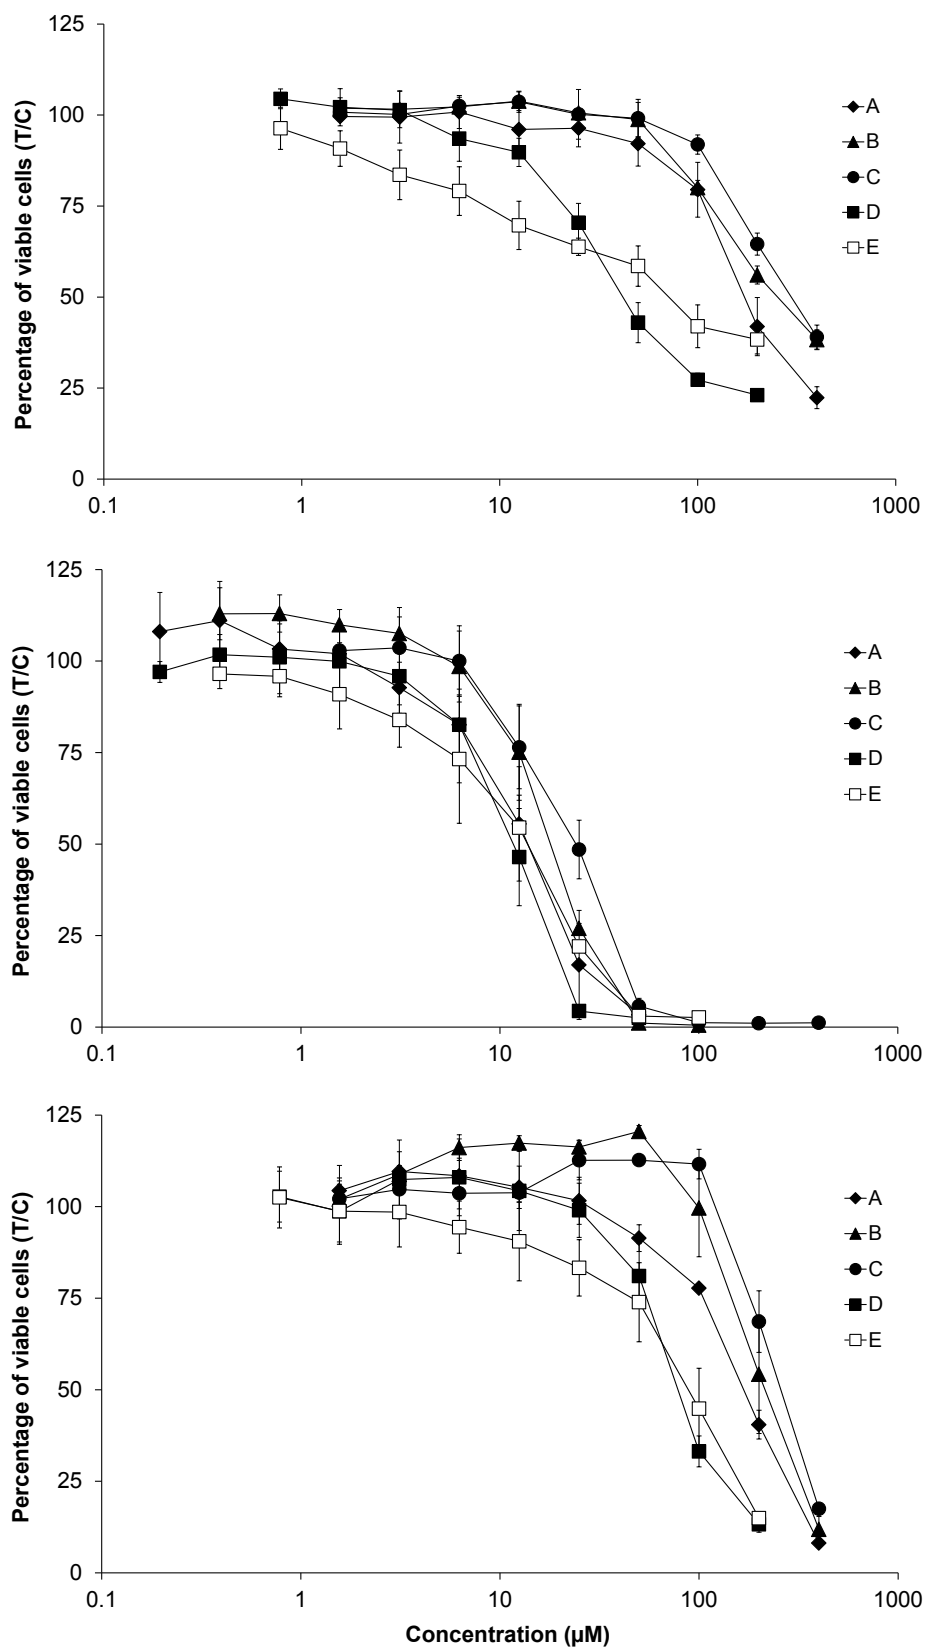 125
100
75
50
25
0
0.1 1 10 100 1000
Percentage of viable cells (T/C)
A
B
C
D
E
125
100
75
50
25
0
0.1 1 10 100 1000
Percentage of viable cells (T/C)
A
B
C
D
E
125
100
75
50
25
0
0.1 1 10 100 1000
Percentage of viable cells (T/C)
A
B
C
D
E
Concentration (µM)